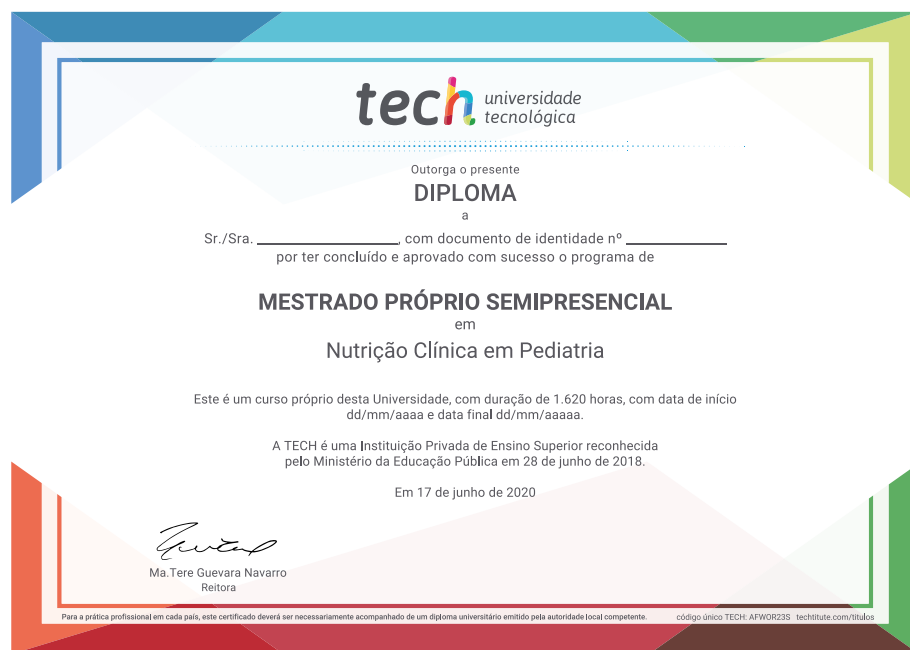 tech universidade
tecnológica
Outorga o presente
DIPLOMA
a
Sr./Sra. ____________, com documento de identidade nº ____________
por ter concluído e aprovado com sucesso o programa de
MESTRADO PRÓPRIO SEMIPRESENCIAL
em
Nutrição Clínica em Pediatria
Este é um curso próprio desta Universidade, com duração de 1.620 horas, com data de início
dd/mm/aaaa e data final dd/mm/aaaaa.
A TECH é uma Instituição Privada de Ensino Superior reconhecida
pelo Ministério da Educação Pública em 28 de junho de 2018.
Em 17 de junho de 2020
Ma.Tere Guevara Navarro
Reitora
Para a prática profissional em cada país, este certificado deverá ser necessariamente acompanhado de um diploma universitário emitido pela autoridade local competente. código único TECH: AFWOR23S techtitute.com/titulos